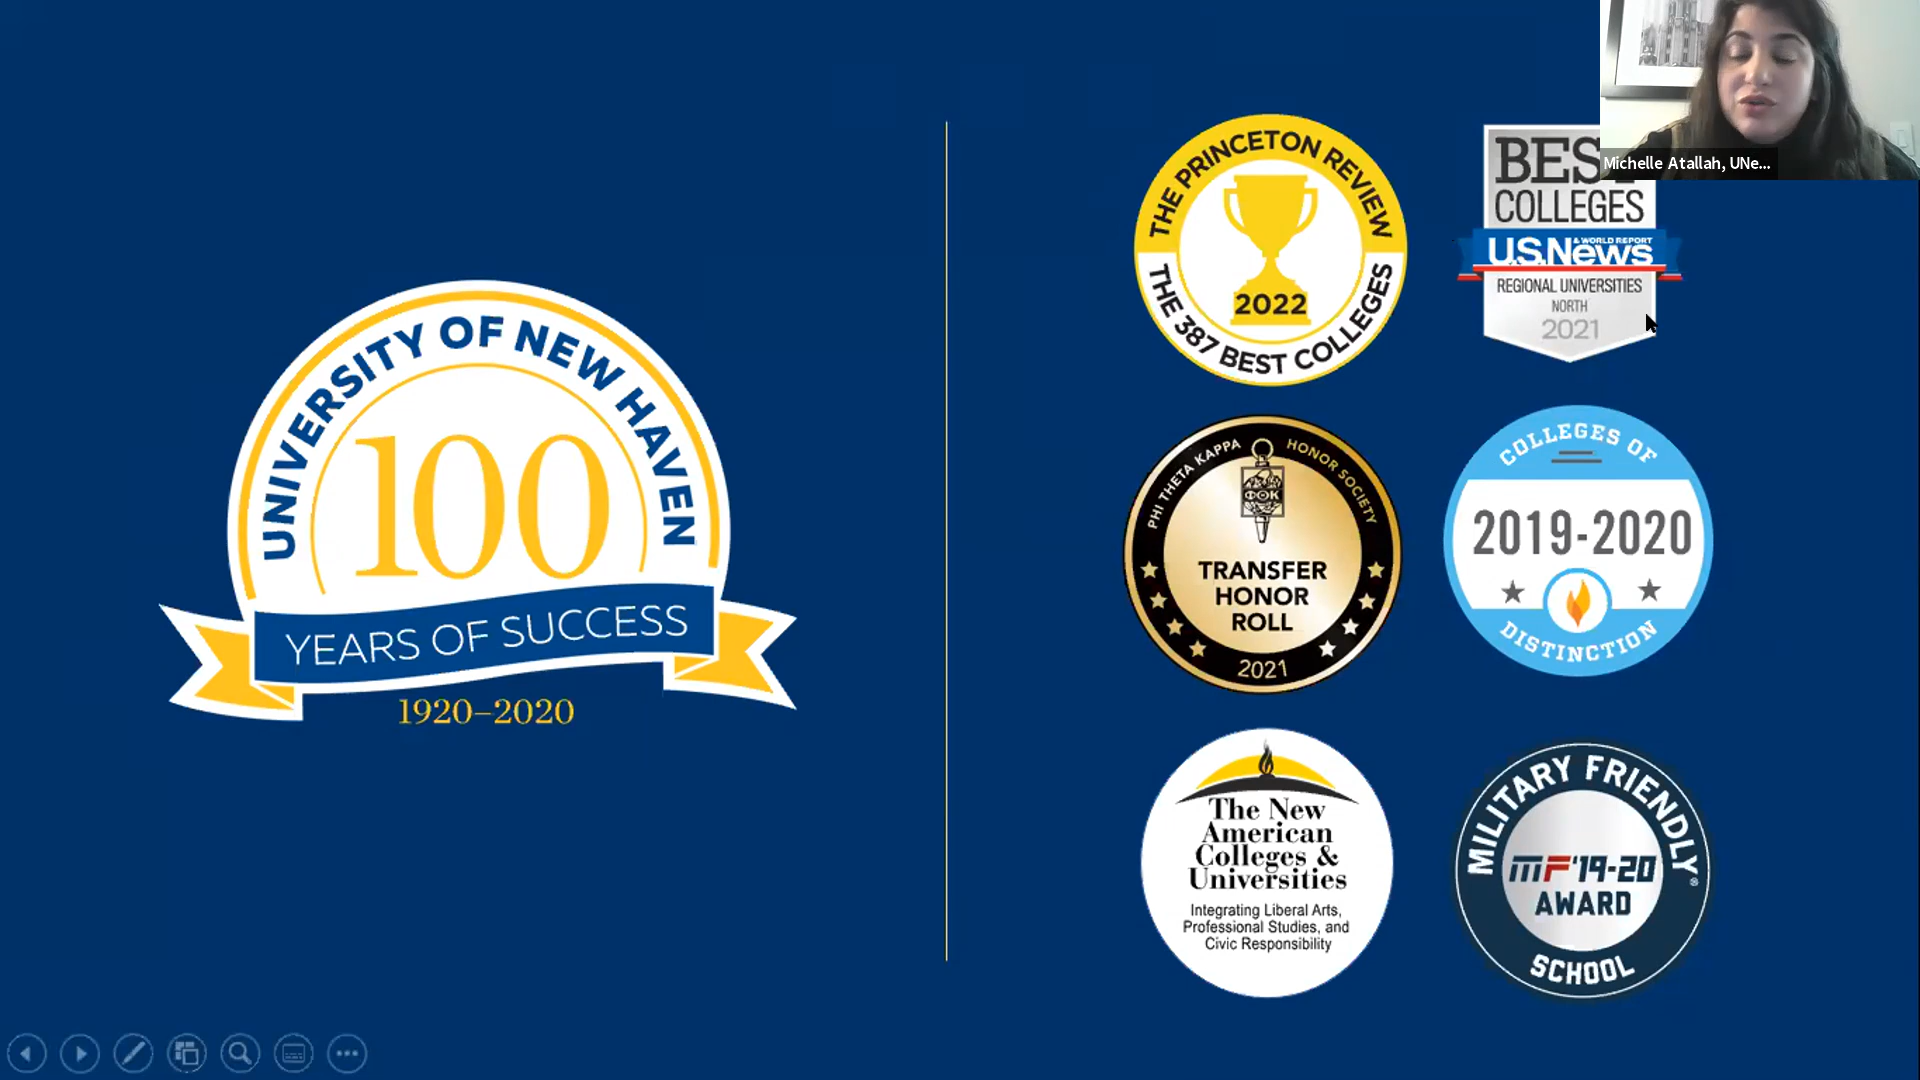 UNIVERSITY OF NEW HAVEN
100
YEARS OF SUCCESS
1920–2020
THE PRINCETON REVIEW
2022
THE 387 BEST COLLEGES
BES
COLLEGES
U.S.News
& WORLD REPORT
REGIONAL UNIVERSITIES
NORTH
2021
Michelle Atallah, UNe...
PHI THETA KAPPA HONOR SOCIETY
ΦΘΚ
TRANSFER
HONOR
ROLL
2021
COLLEGES OF
2019-2020
DISTINCTION
The New
American
Colleges &
Universities
Integrating Liberal Arts,
Professional Studies, and
Civic Responsibility
MILITARY FRIENDLY®
MF'19-20
AWARD
SCHOOL